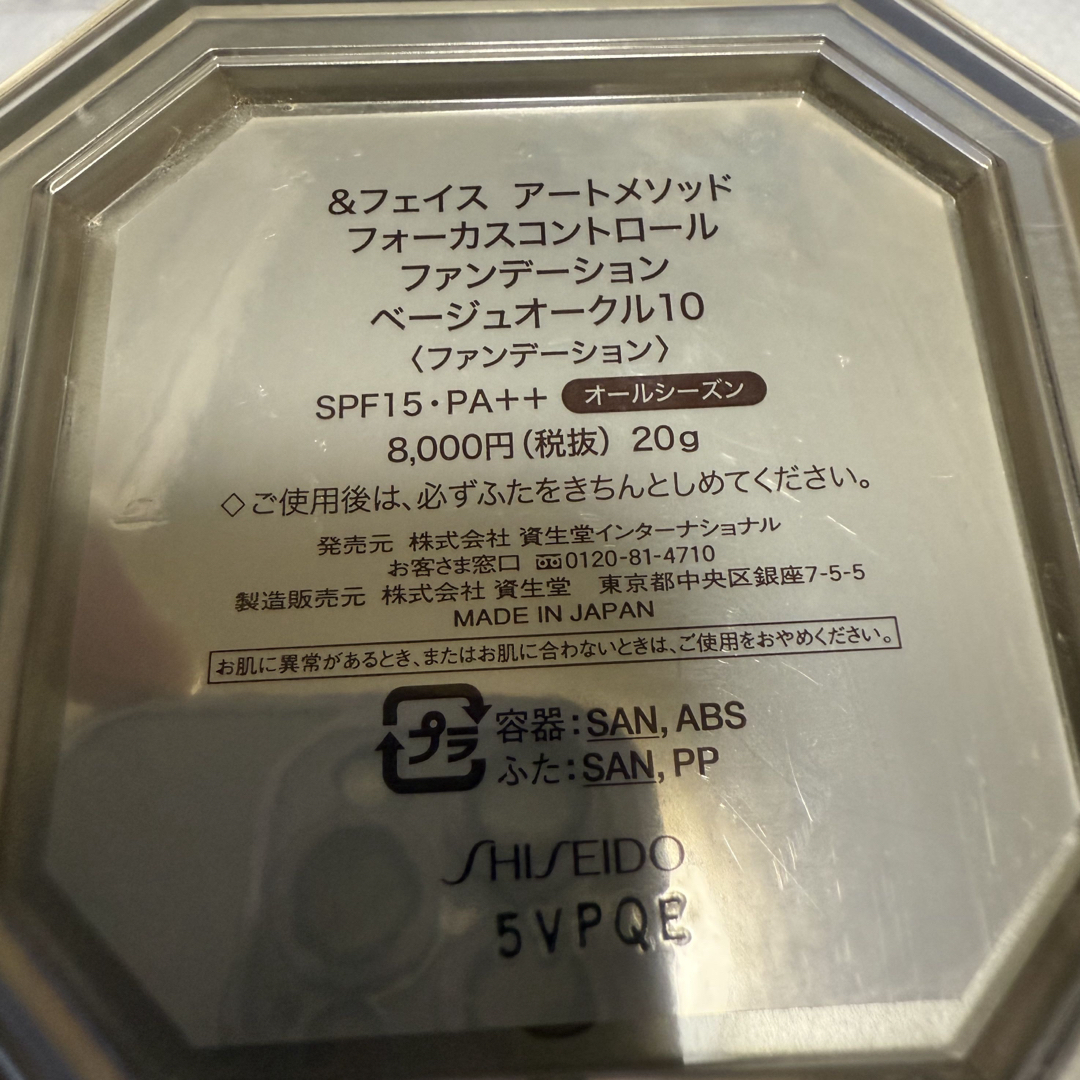 &フェイス アートメソッド
フォーカスコントロール
ファンデーション
ベージュオークル10
〈ファンデーション〉
SPF15・PA++ オールシーズン
8,000円(税抜) 20g
◇ご使用後は、必ずふたをきちんとしめてください。
発売元 株式会社 資生堂インターナショナル
お客さま窓口 0120-81-4710
製造販売元 株式会社 資生堂 東京都中央区銀座7-5-5
MADE IN JAPAN
お肌に異常があるとき、またはお肌に合わないときは、ご使用をおやめください。
プラ 容器:SAN, ABS
ふた:SAN, PP
SHISEIDO
5VPQE